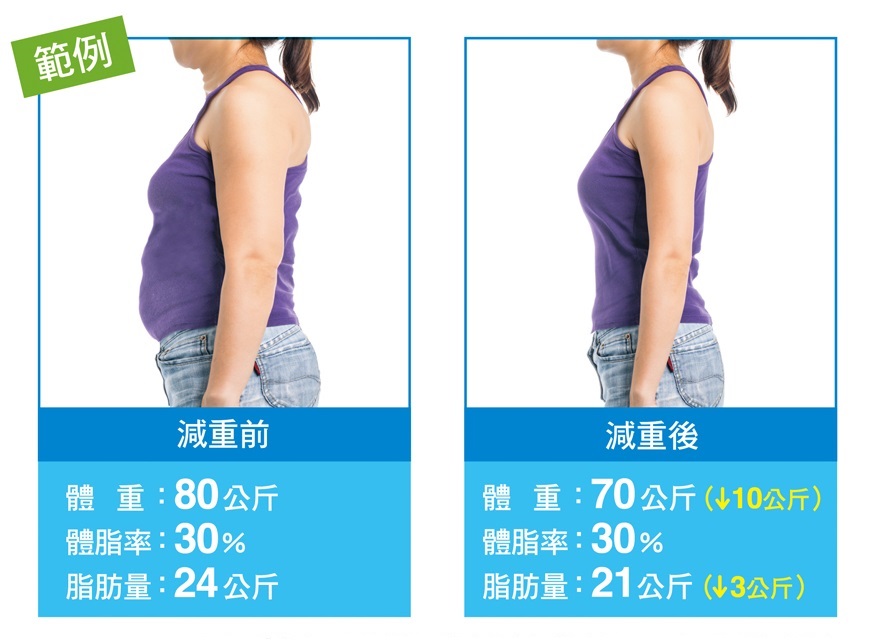 範例
減重前
體 重：80公斤
體脂率：30%
脂肪量：24公斤
減重後
體 重：70公斤（↓10公斤）
體脂率：30%
脂肪量：21公斤（↓3公斤）